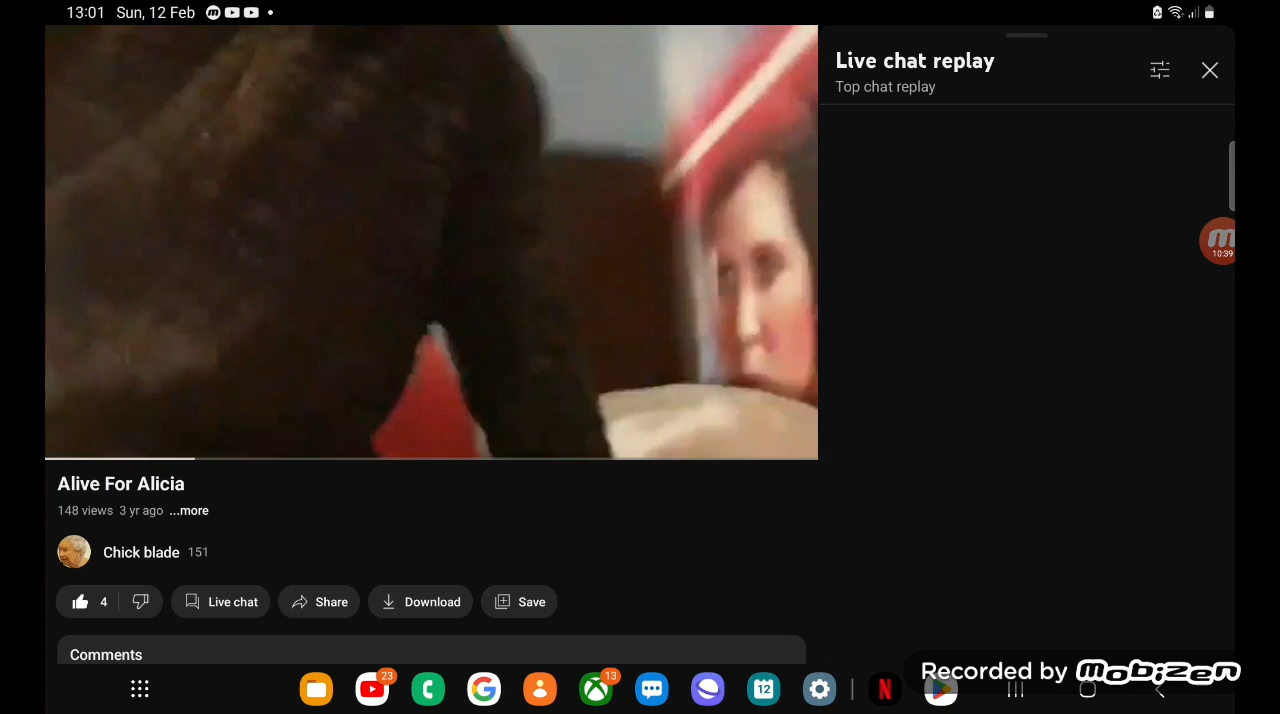 13:01 Sun, 12 Feb
Live chat replay
Top chat replay
10:39
Alive For Alicia
148 views 3 yr ago ...more
Chick blade 151
4 Live chat Share Download Save
Comments
23
13
12
Recorded by mobizen